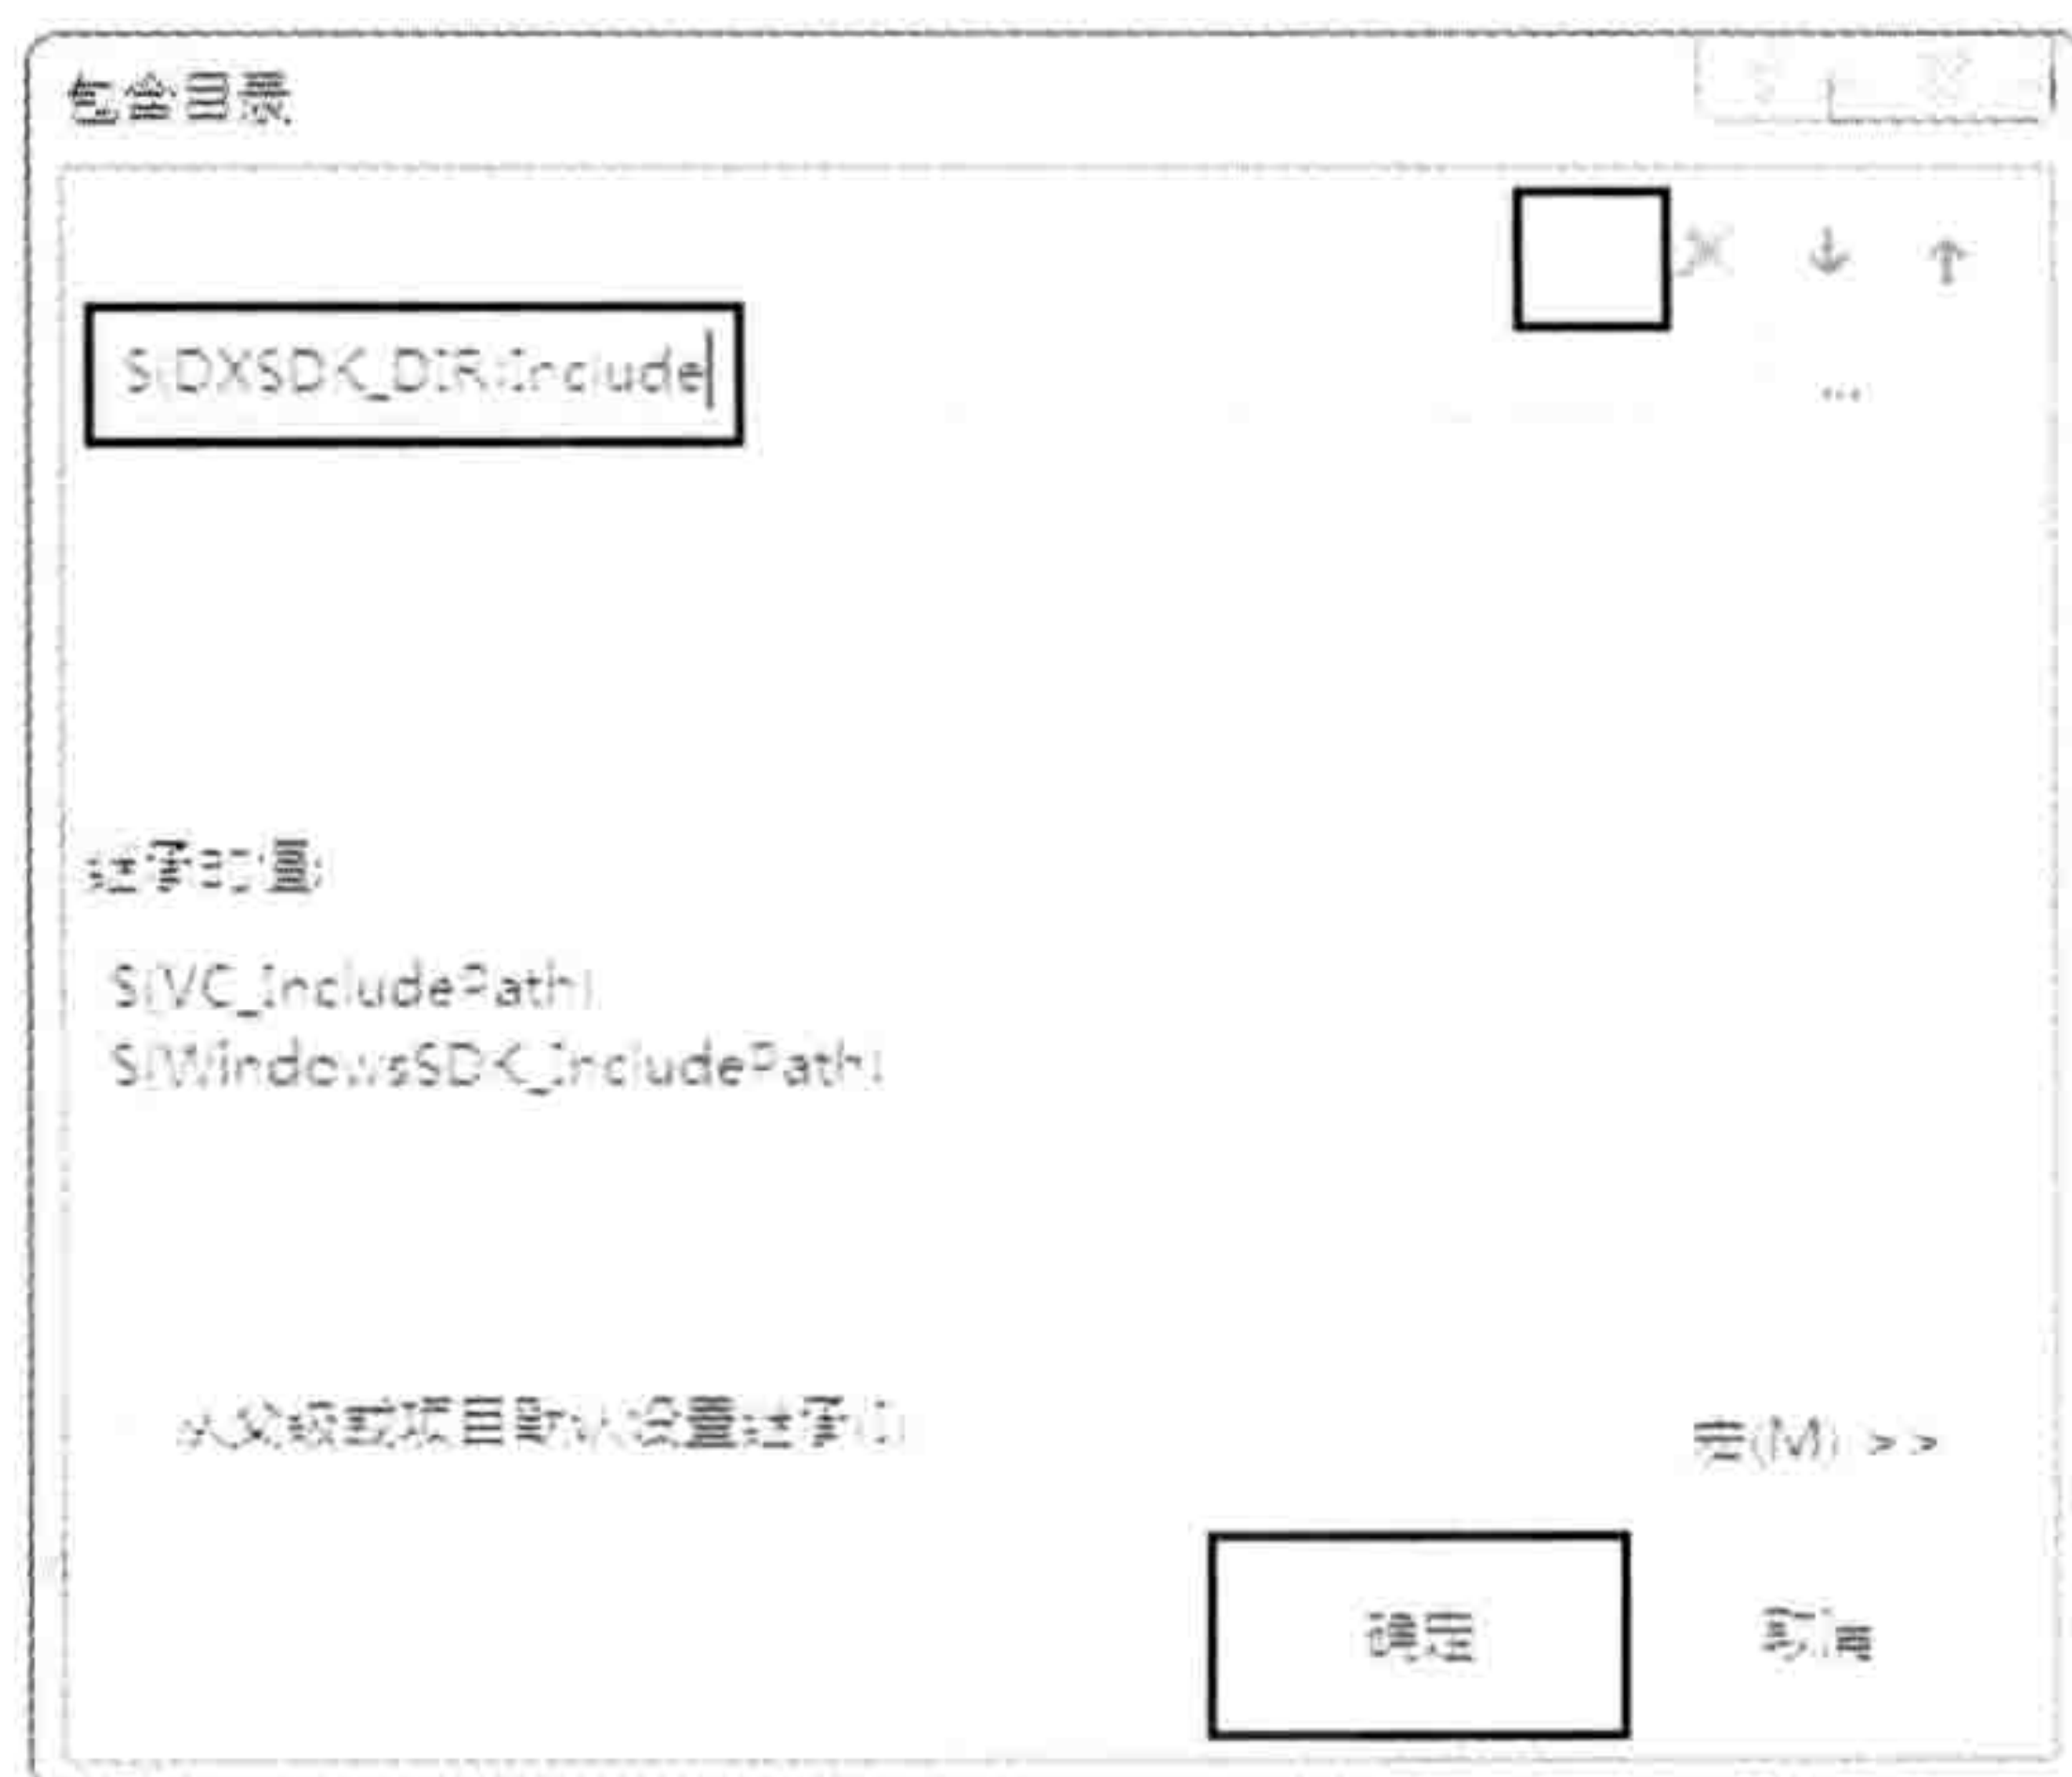 包含目录
$(DXSDK_DIR)Include
...
继承的值:
$(VC_IncludePath)
$(WindowsSDK_IncludePath)
从父级或项目默认设置继承(I)
宏(M) >>
确定
取消